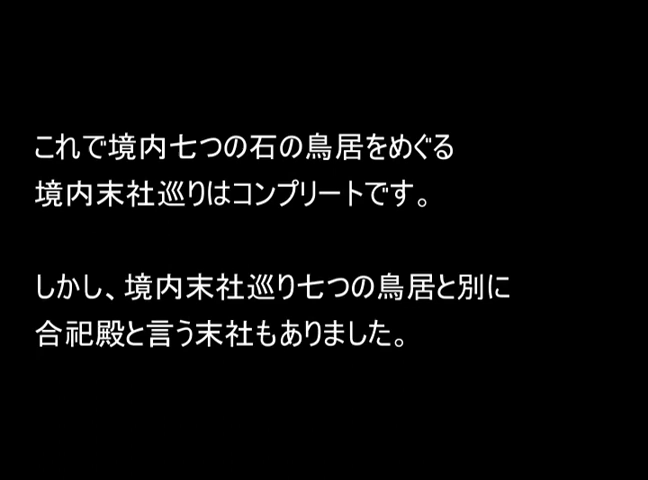 これで境内七つの石の鳥居をめぐる
境内末社巡りはコンプリートです。
しかし、境内末社巡り七つの鳥居と別に
合祀殿と言う末社もありました。